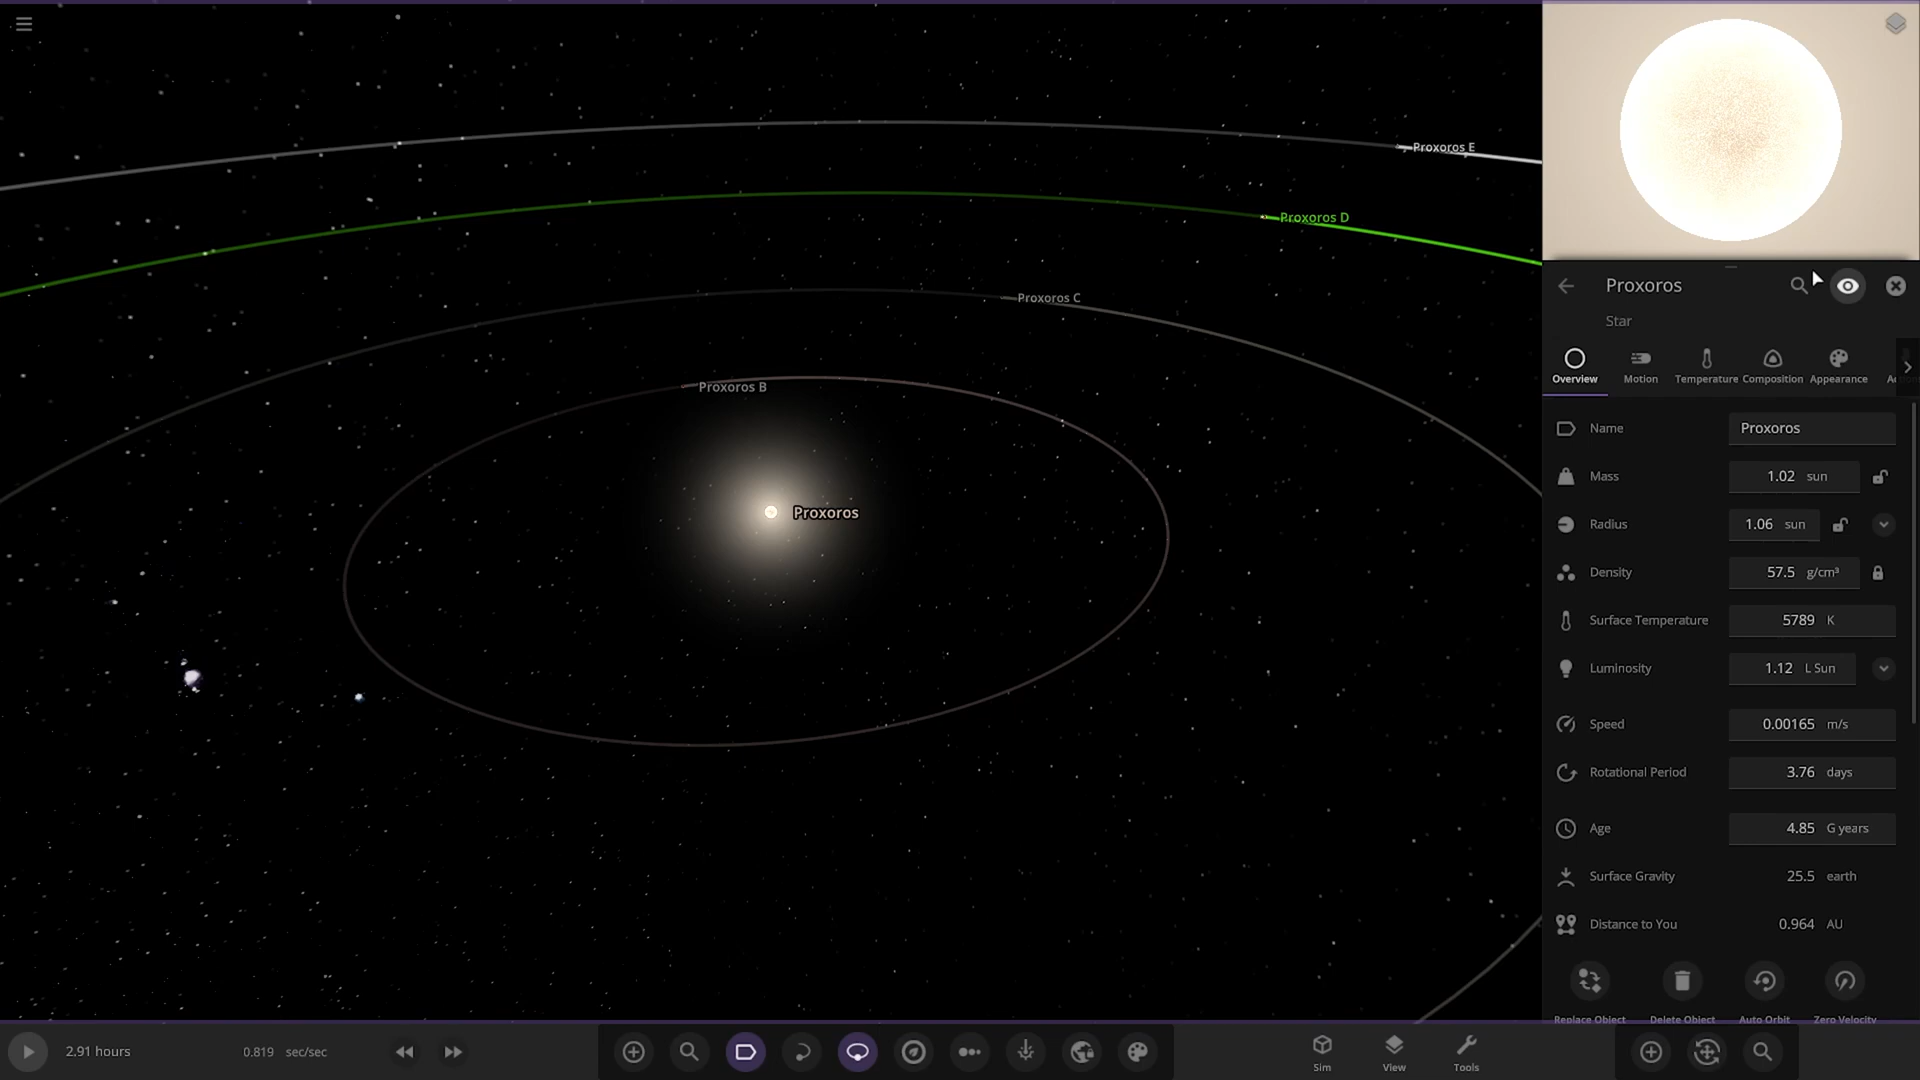 Proxoros E
Proxoros D
Proxoros C
Proxoros B
Proxoros
Proxoros
Star
Overview
Motion
Temperature
Composition
Appearance
Name
Proxoros
Mass
1.02 sun
Radius
1.06 sun
Density
57.5 g/cm³
Surface Temperature
5789 K
Luminosity
1.12 L Sun
Speed
0.00165 m/s
Rotational Period
3.76 days
Age
4.85 G years
Surface Gravity
25.5 earth
Distance to You
0.964 AU
Replace Object
Delete Object
Auto Orbit
Zero Velocity
2.91 hours
0.819 sec/sec
Sim
View
Tools